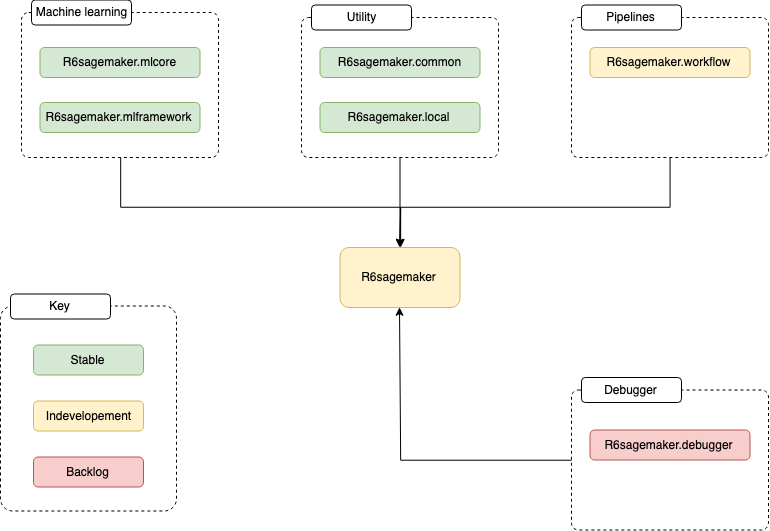 Machine learning
R6sagemaker.mlcore
R6sagemaker.mlframework
Utility
R6sagemaker.common
R6sagemaker.local
Pipelines
R6sagemaker.workflow
R6sagemaker
Key
Stable
Indevelopement
Backlog
Debugger
R6sagemaker.debugger